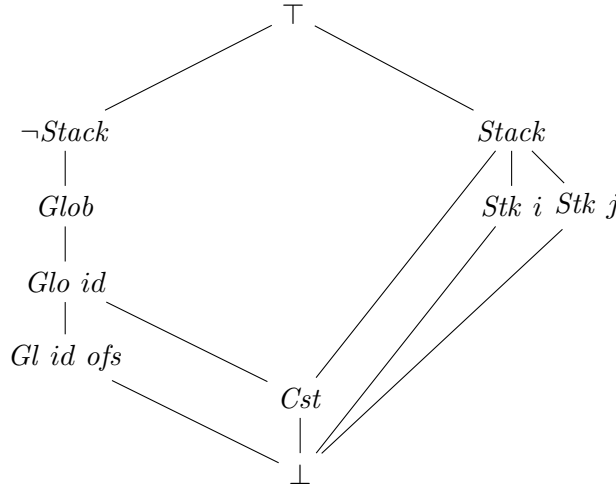 ⊤
¬Stack Stack
Glob Stk i Stk j
Glo id
Gl id ofs
Cst
⊥